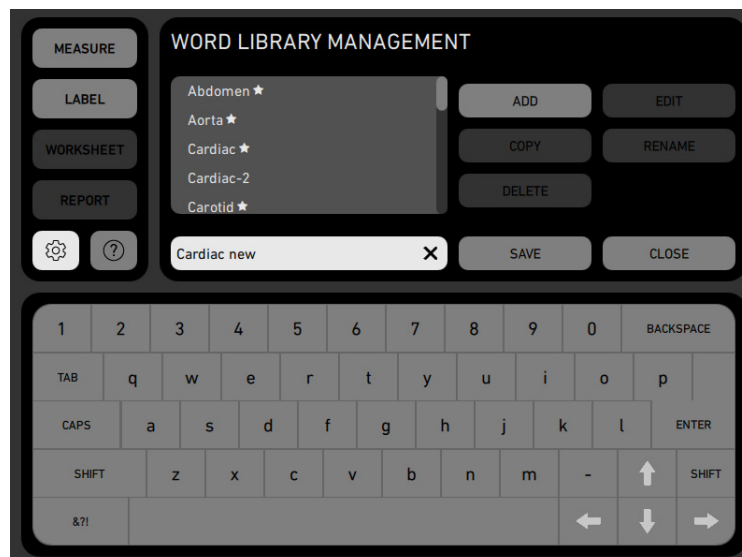 MEASURE
LABEL
WORKSHEET
REPORT
?
WORD LIBRARY MANAGEMENT
Abdomen ★
Aorta ★
Cardiac ★
Cardiac-2
Carotid ★
ADD EDIT
COPY RENAME
DELETE
Cardiac new ✕ SAVE CLOSE
1 2 3 4 5 6 7 8 9 0 BACKSPACE
TAB q w e r t y u i o p
CAPS a s d f g h j k l ENTER
SHIFT z x c v b n m - SHIFT
&?!